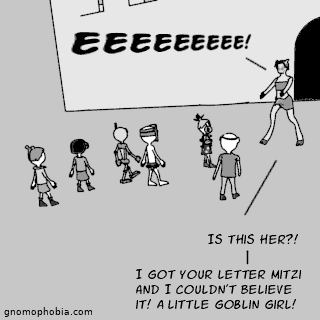 EEEEEEEEE!
IS THIS HER?!
I GOT YOUR LETTER MITZI
AND I COULDN'T BELIEVE
IT! A LITTLE GOBLIN GIRL!
gnomophobia.com